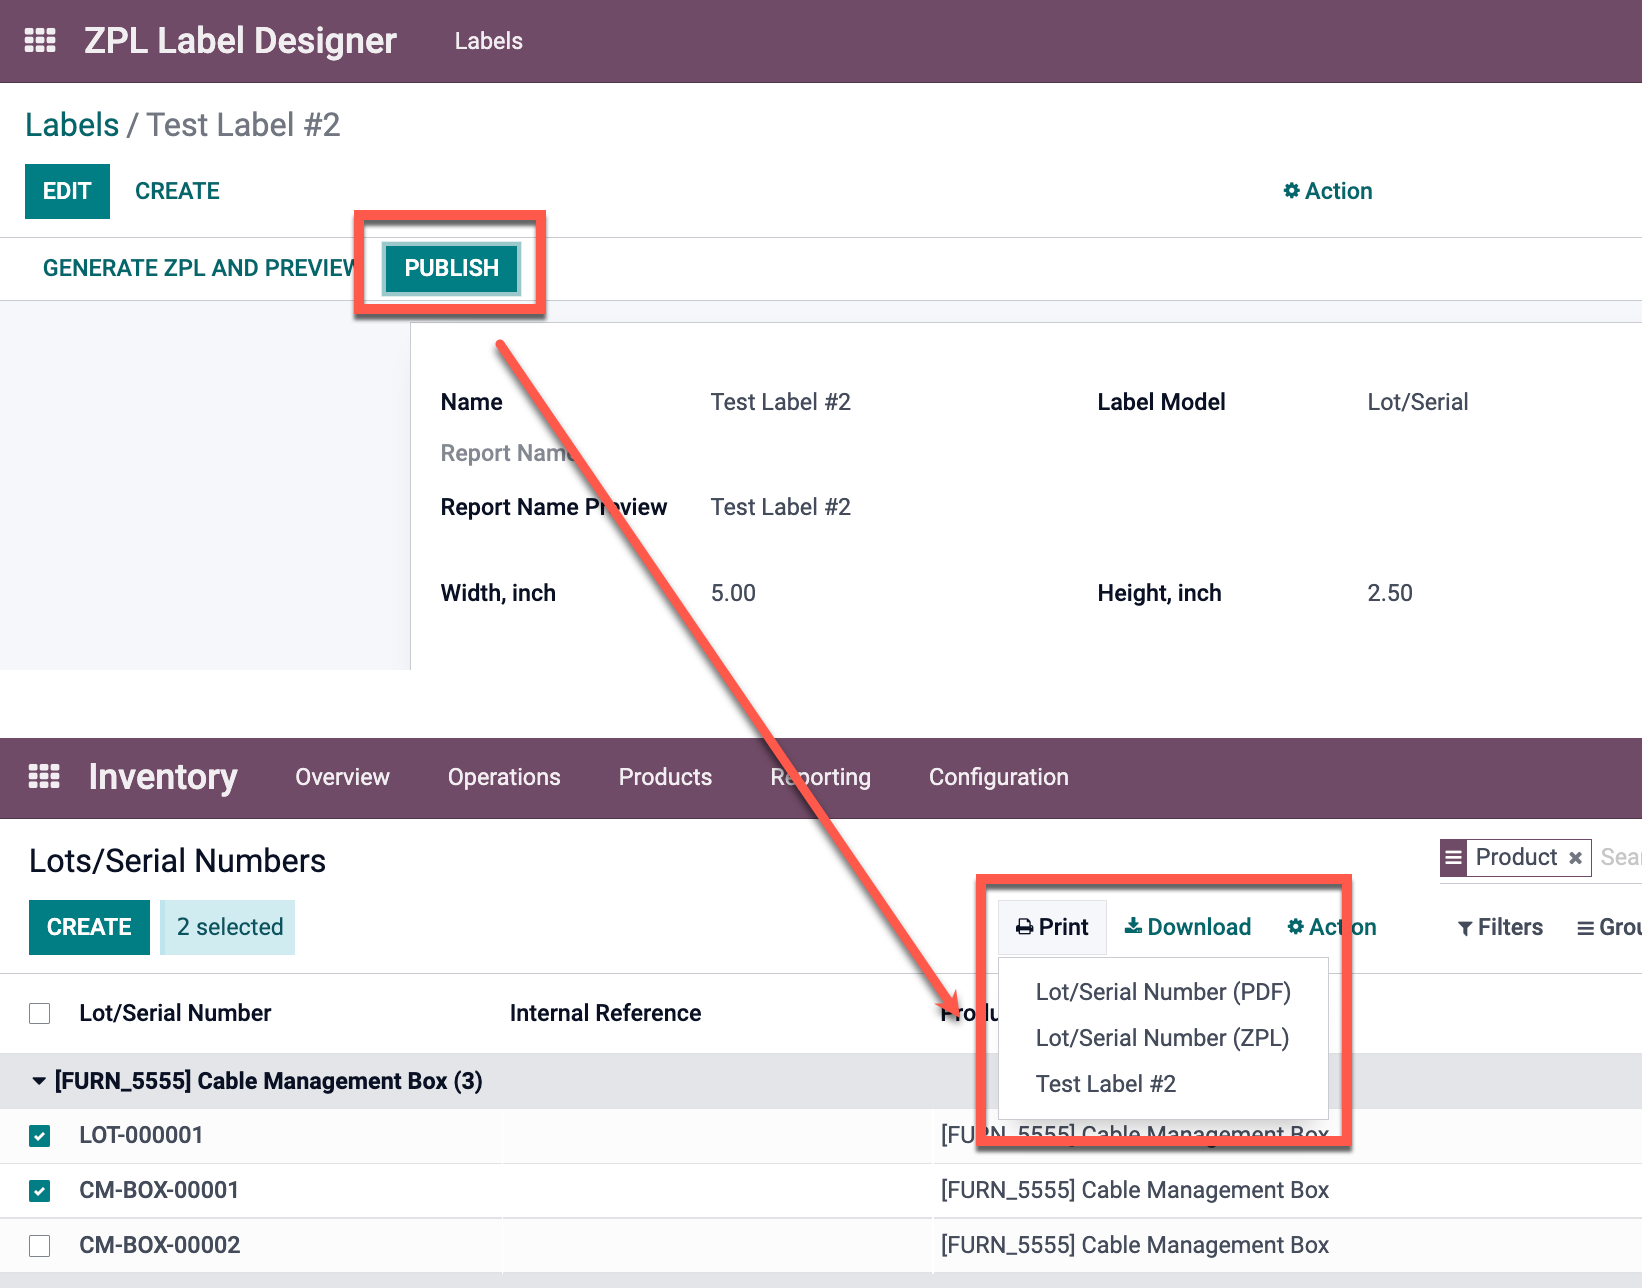 ZPL Label Designer Labels
Labels / Test Label #2
EDIT CREATE Action
GENERATE ZPL AND PREVIEW PUBLISH
Name Test Label #2 Label Model Lot/Serial
Report Name
Report Name Preview Test Label #2
Width, inch 5.00 Height, inch 2.50
Inventory Overview Operations Products Reporting Configuration
Lots/Serial Numbers Product
CREATE 2 selected Print Download Action Filters
Lot/Serial Number (PDF)
Lot/Serial Number Internal Reference
Lot/Serial Number (ZPL)
[FURN_5555] Cable Management Box (3) Test Label #2
LOT-000001 [FURN_5555] Cable Management Box
CM-BOX-00001 [FURN_5555] Cable Management Box
CM-BOX-00002 [FURN_5555] Cable Management Box